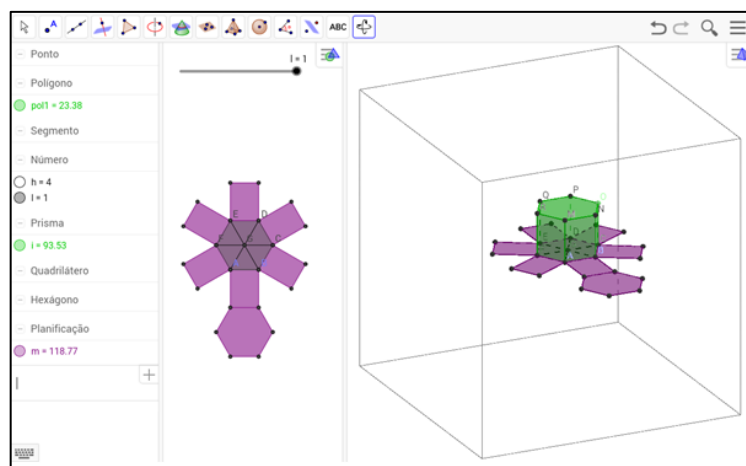 ABC
Ponto
Polígono
pol1 = 23.38
Segmento
Número
h = 4
l = 1
Prisma
i = 93.53
Quadrilátero
Hexágono
Planificação
m = 118.77
l = 1
E
D
F
C
P
Q
N